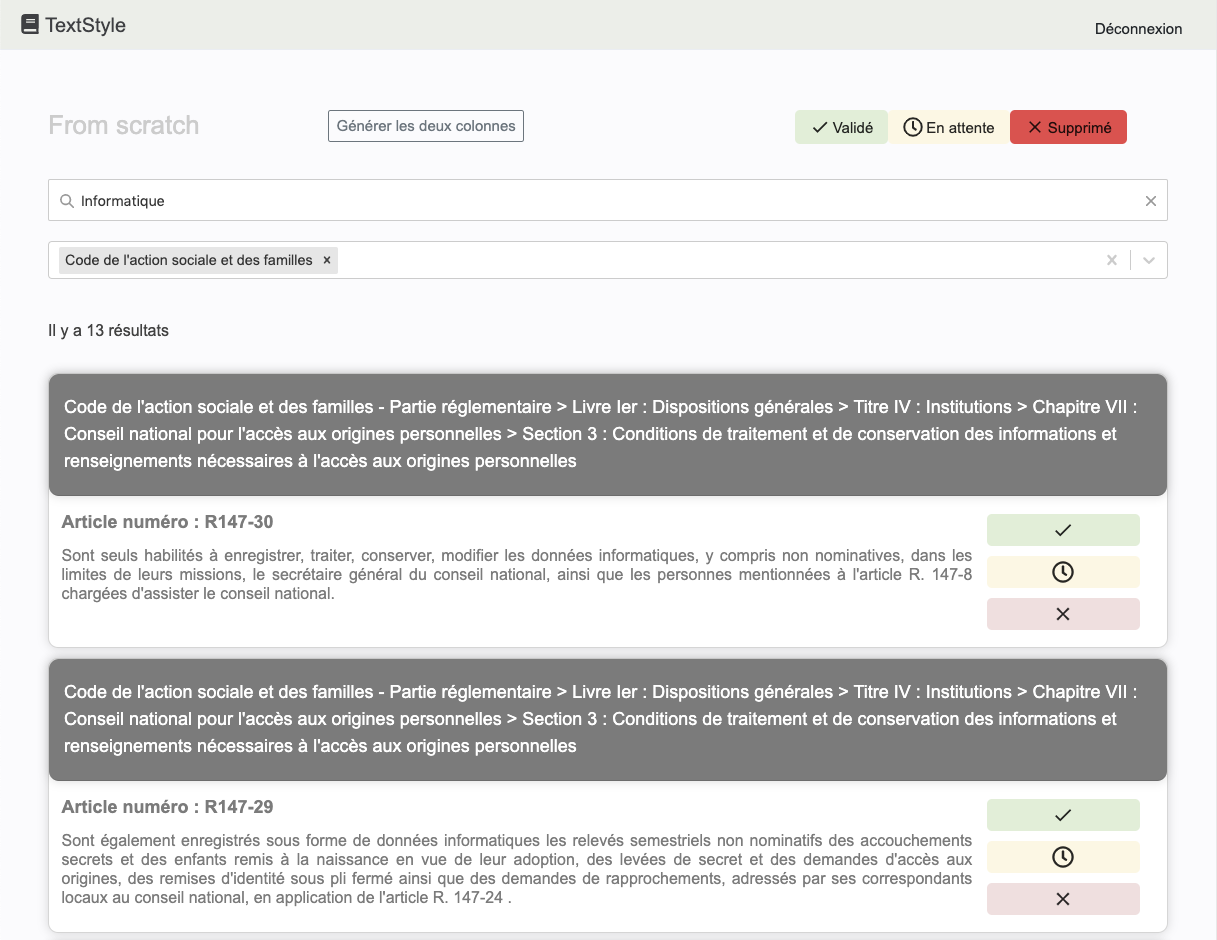 TextStyle
Déconnexion
From scratch
Générer les deux colonnes
Validé
En attente
Supprimé
Informatique
Code de l'action sociale et des familles
Il y a 13 résultats
Code de l'action sociale et des familles - Partie réglementaire > Livre Ier : Dispositions générales > Titre IV : Institutions > Chapitre VII :
Conseil national pour l'accès aux origines personnelles > Section 3 : Conditions de traitement et de conservation des informations et
renseignements nécessaires à l'accès aux origines personnelles
Article numéro : R147-30
Sont seuls habilités à enregistrer, traiter, conserver, modifier les données informatiques, y compris non nominatives, dans les
limites de leurs missions, le secrétaire général du conseil national, ainsi que les personnes mentionnées à l'article R. 147-8
chargées d'assister le conseil national.
Code de l'action sociale et des familles - Partie réglementaire > Livre Ier : Dispositions générales > Titre IV : Institutions > Chapitre VII :
Conseil national pour l'accès aux origines personnelles > Section 3 : Conditions de traitement et de conservation des informations et
renseignements nécessaires à l'accès aux origines personnelles
Article numéro : R147-29
Sont également enregistrés sous forme de données informatiques les relevés semestriels non nominatifs des accouchements
secrets et des enfants remis à la naissance en vue de leur adoption, des levées de secret et des demandes d'accès aux
origines, des remises d'identité sous pli fermé ainsi que des demandes de rapprochements, adressés par ses correspondants
locaux au conseil national, en application de l'article R. 147-24 .